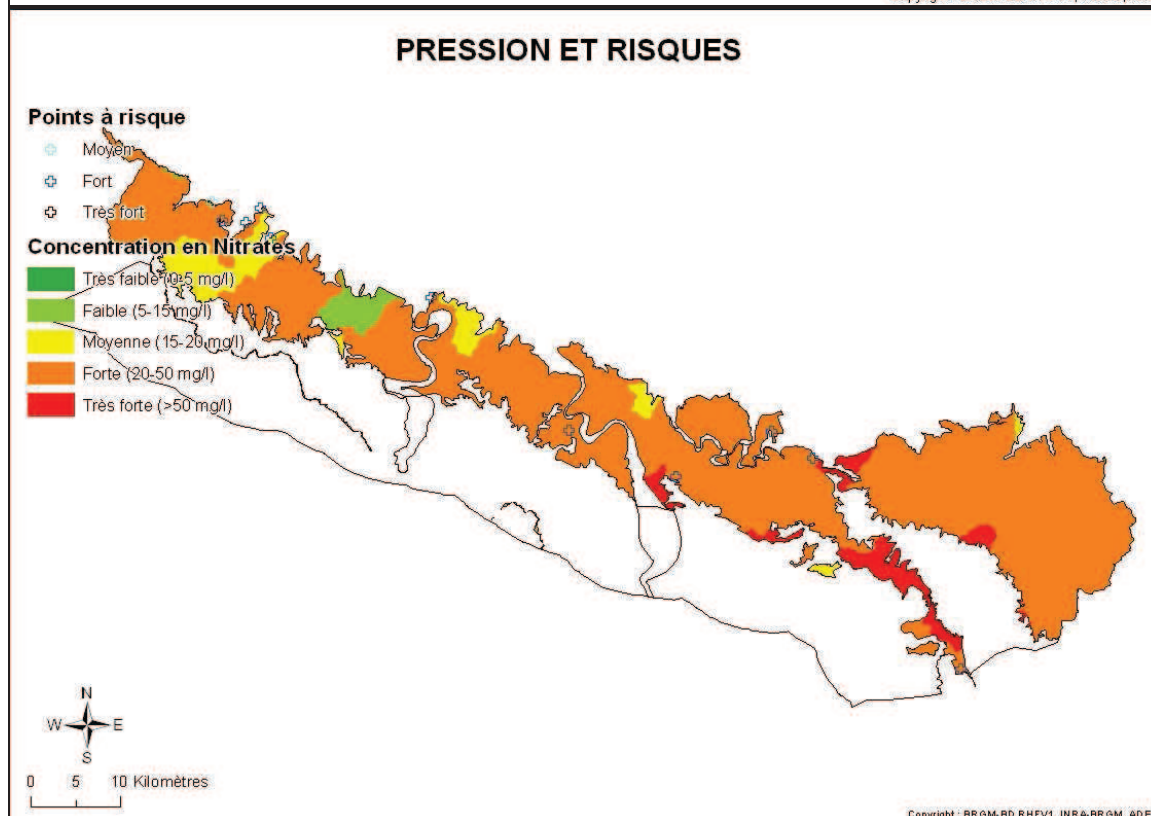 PRESSION ET RISQUES
Points à risque
Moyen
Fort
Très fort
Concentration en Nitrates
Très faible (0-5 mg/l)
Faible (5-15 mg/l)
Moyenne (15-20 mg/l)
Forte (20-50 mg/l)
Très forte (>50 mg/l)
N
W E
S
0 5 10 Kilomètres
Copyright : BRGM-BD RHFV1, INRA-BRGM, ADE